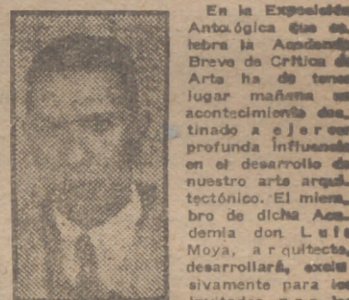 En la Exposición
Antológica que ce-
lebra la Academia
Breve de Crítica de
Arte ha de tener
lugar mañana un
acontecimiento des-
tinado a ejercer
profunda influencia
en el desarrollo de
nuestro arte arqui-
tectónico. El miem-
bro de dicha Aca-
demia don Luis
Moya, arquitecto,
desarrollará, exclu-
sivamente para los